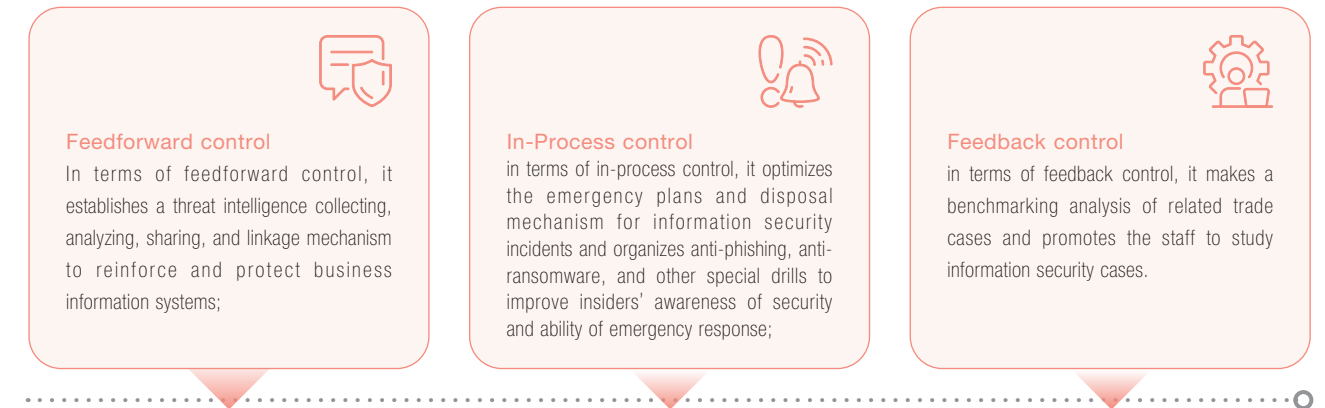 Feedforward control
In terms of feedforward control, it
establishes a threat intelligence collecting,
analyzing, sharing, and linkage mechanism
to reinforce and protect business
information systems;
In-Process control
in terms of in-process control, it optimizes
the emergency plans and disposal
mechanism for information security
incidents and organizes anti-phishing, anti-
ransomware, and other special drills to
improve insiders' awareness of security
and ability of emergency response;
Feedback control
in terms of feedback control, it makes a
benchmarking analysis of related trade
cases and promotes the staff to study
information security cases.